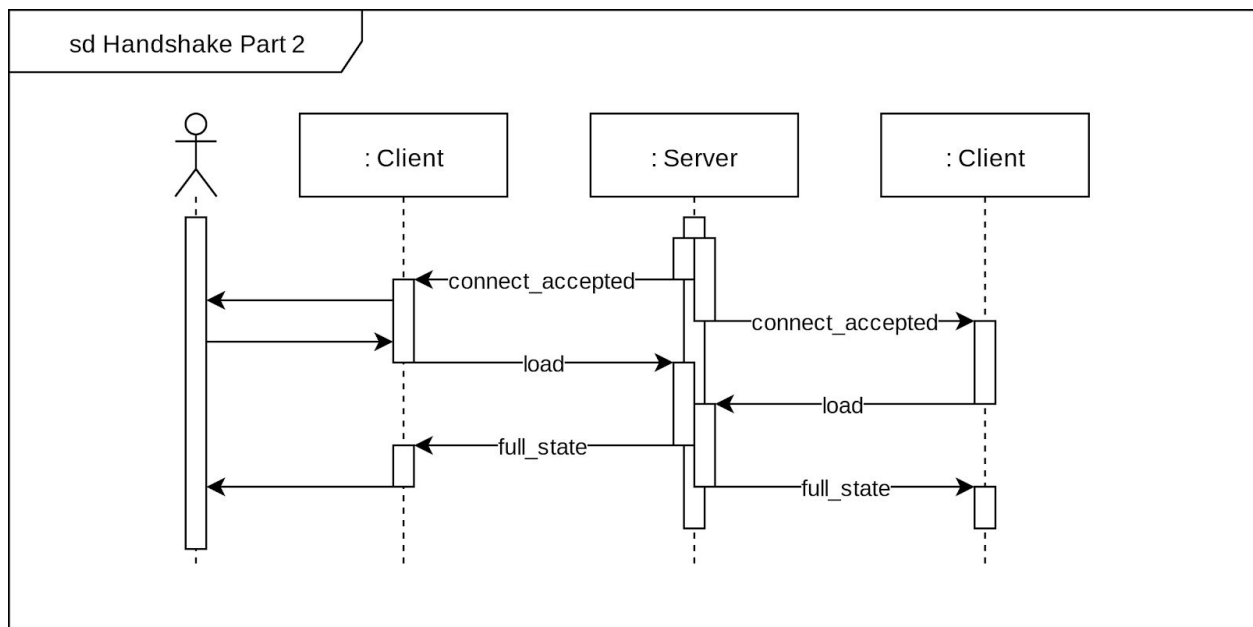 sd Handshake Part 2
: Client
: Server
: Client
connect_accepted
connect_accepted
load
load
full_state
full_state